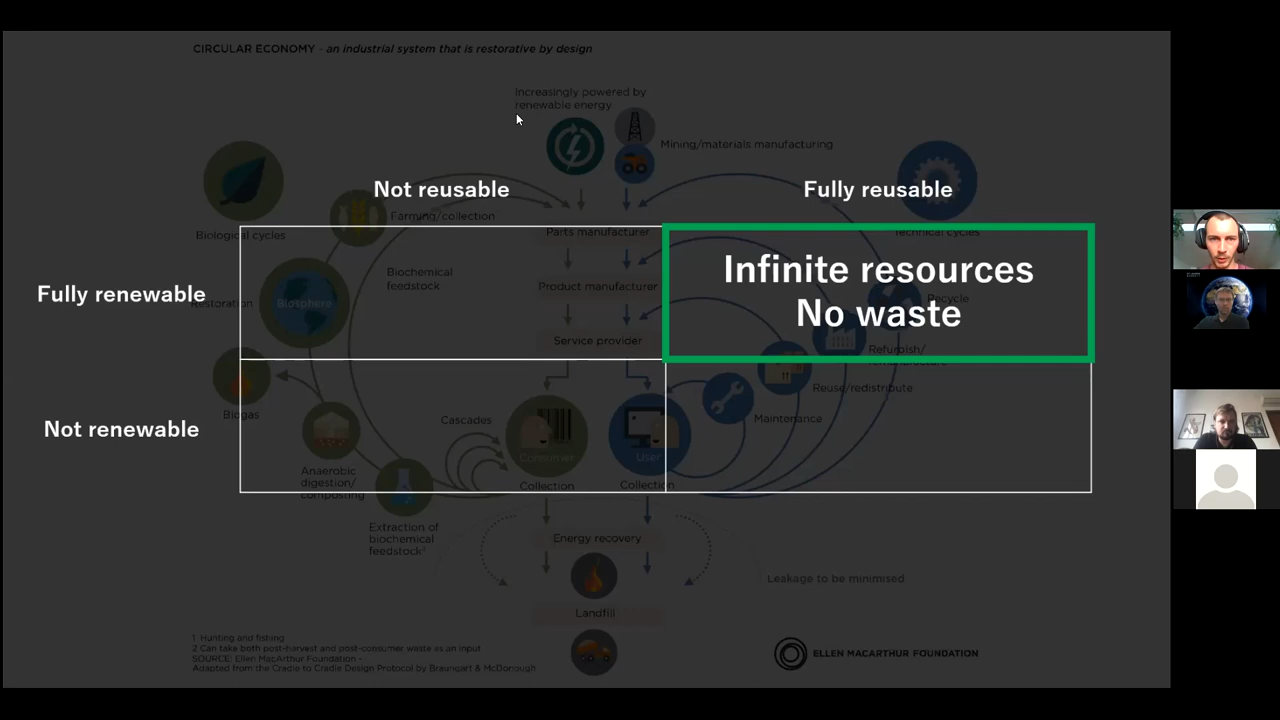 CIRCULAR ECONOMY - an industrial system that is restorative by design
Increasingly powered by
renewable energy
Mining/materials manufacturing
Not reusable
Fully reusable
Farming/collection
Biological cycles
Parts manufacturer
Technical cycles
Infinite resources
No waste
Biochemical
feedstock
Product manufacturer
Fully renewable
Restoration
Biosphere
Recycle
Service provider
Refurbish/
remanufacture
Reuse/redistribute
Biogas
Cascades
Maintenance
Not renewable
Consumer
User
Anaerobic
digestion/
composting
Collection
Collection
Extraction of
biochemical
feedstock²
Energy recovery
Leakage to be minimised
Landfill
1 Hunting and fishing
2 Can take both post-harvest and post-consumer waste as an input
SOURCE: Ellen MacArthur Foundation -
Adapted from the Cradle to Cradle Design Protocol by Braungart & McDonough
ELLEN MACARTHUR FOUNDATION